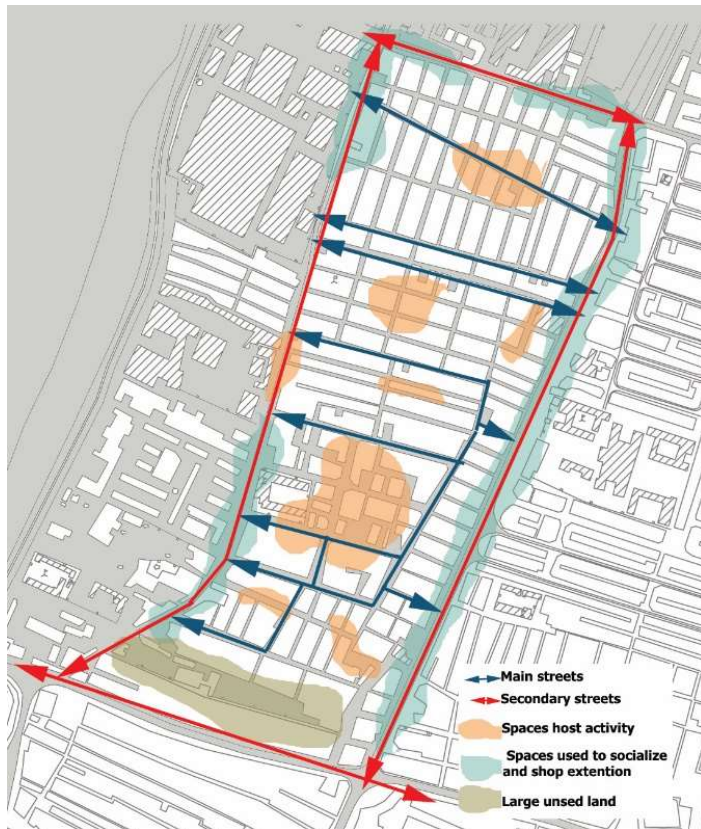 Main streets
Secondary streets
Spaces host activity
Spaces used to socialize
and shop extention
Large unsed land